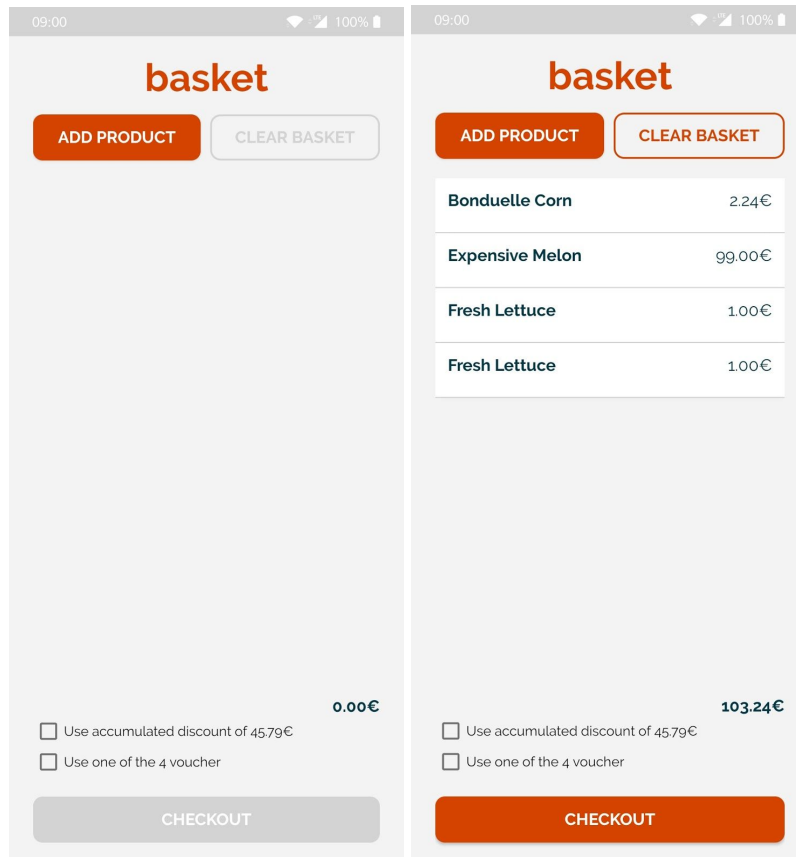 09:00 LTE 100%
basket
ADD PRODUCT CLEAR BASKET
0.00€
Use accumulated discount of 45.79€
Use one of the 4 voucher
CHECKOUT
09:00 LTE 100%
basket
ADD PRODUCT CLEAR BASKET
Bonduelle Corn 2.24€
Expensive Melon 99.00€
Fresh Lettuce 1.00€
Fresh Lettuce 1.00€
103.24€
Use accumulated discount of 45.79€
Use one of the 4 voucher
CHECKOUT